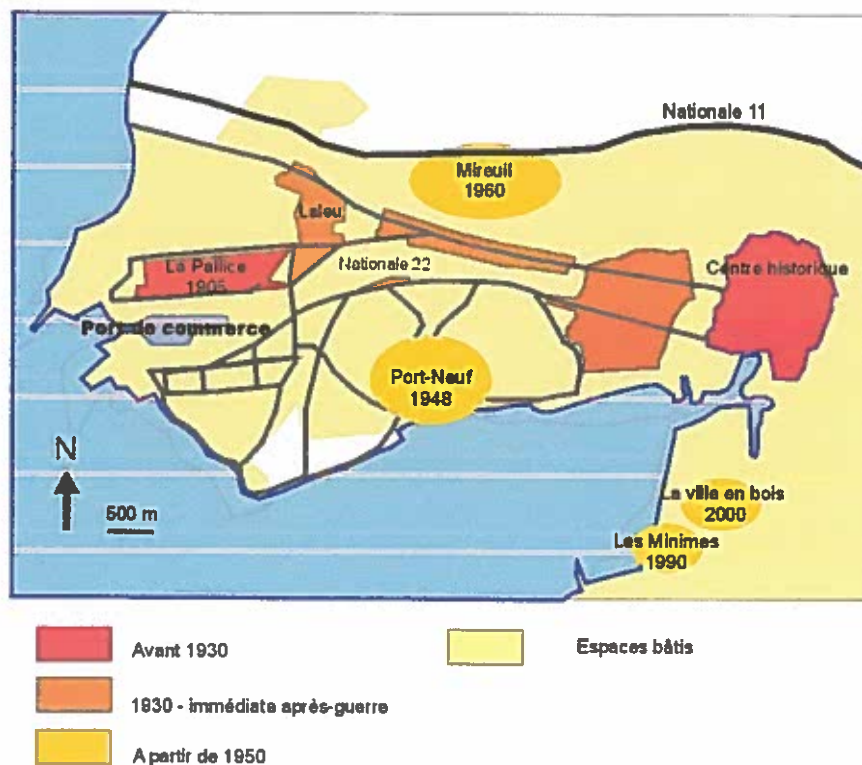 Nationale 11
Mireuil
1960
Laleu
La Pallice
1905
Nationale 22
Centre historique
Port de commerce
Port-Neuf
1948
N
500 m
La ville en bois
2000
Les Minimes
1990
Avant 1930
Espaces bâtis
1930 - immédiate après-guerre
A partir de 1950